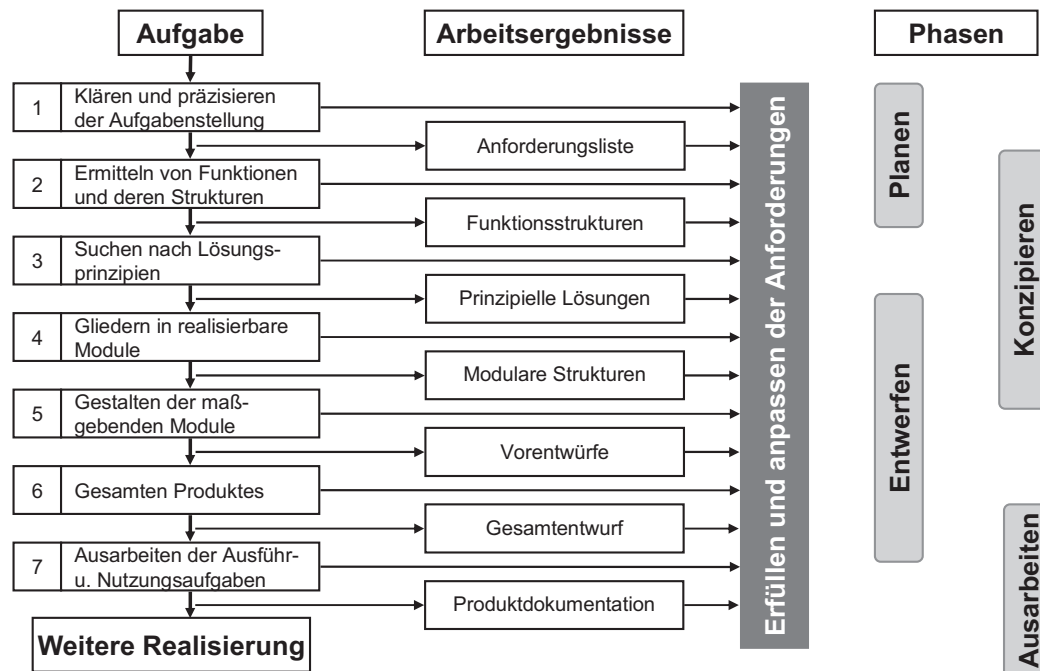 Aufgabe
Arbeitsergebnisse
Phasen
1
Klären und präzisieren
der Aufgabenstellung
Anforderungsliste
2
Ermitteln von Funktionen
und deren Strukturen
Funktionsstrukturen
3
Suchen nach Lösungs-
prinzipien
Prinzipielle Lösungen
4
Gliedern in realisierbare
Module
Modulare Strukturen
5
Gestalten der maß-
gebenden Module
Vorentwürfe
6
Gesamten Produktes
Gesamtentwurf
7
Ausarbeiten der Ausführ-
u. Nutzungsaufgaben
Produktdokumentation
Weitere Realisierung
Erfüllen und anpassen der Anforderungen
Planen
Konzipieren
Entwerfen
Ausarbeiten